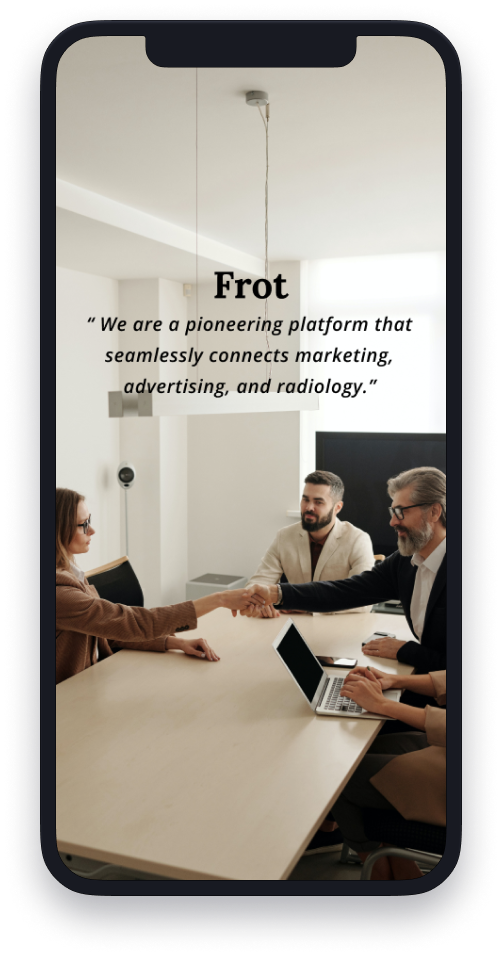 Frot
“ We are a pioneering platform that
seamlessly connects marketing,
advertising, and radiology.”